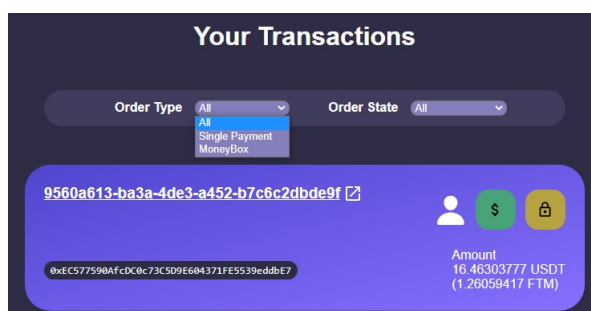 Your Transactions
Order Type All Order State All
All
Single Payment
MoneyBox
9560a613-ba3a-4de3-a452-b7c6c2dbde9f
$
Amount
0xEC577590AfcDC0c73C5D9E604371FE5539eddbE7 16.46303777 USDT
(1.26059417 FTM)